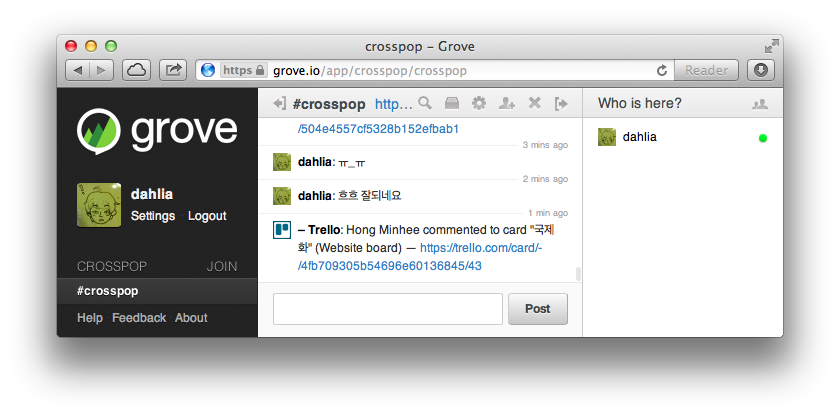 crosspop – Grove
https grove.io/app/crosspop/crosspop
Reader
grove
dahlia
Settings Logout
CROSSPOP JOIN
#crosspop
Help Feedback About
#crosspop http...
/504e4557cf5328b152efbab1
3 mins ago
dahlia: ㅠ_ㅠ
2 mins ago
dahlia: 흐흐 잘되네요
1 min ago
– Trello: Hong Minhee commented to card "국제
화" (Website board) — https://trello.com/card/-
/4fb709305b54696e60136845/43
Post
Who is here?
dahlia